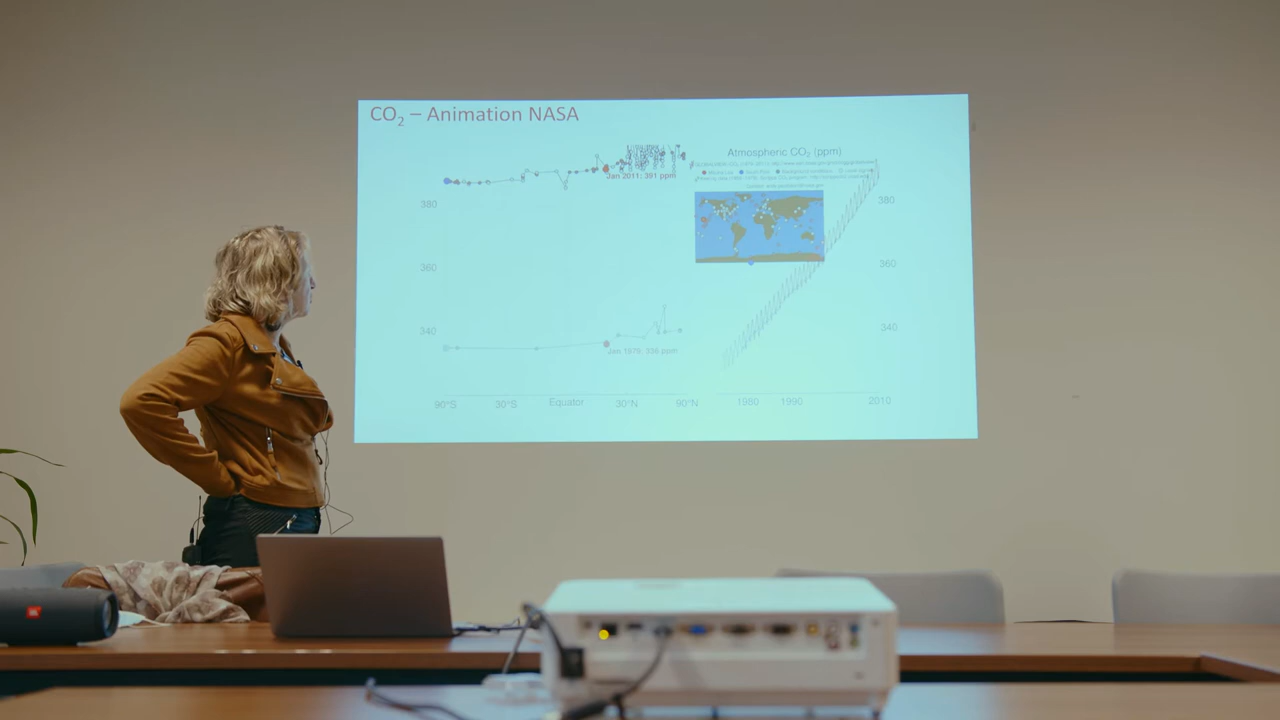 CO₂ – Animation NASA
Atmospheric CO₂ (ppm)
Jan 2011: 391 ppm
380
380
360
360
340
340
Jan 1979: 336 ppm
90°S
30°S
Equator
30°N
90°N
1980
1990
2010
JBL